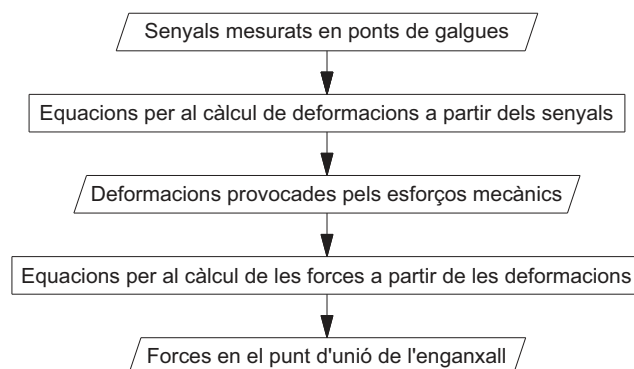 Senyals mesurats en ponts de galgues
Equacions per al càlcul de deformacions a partir dels senyals
Deformacions provocades pels esforços mecànics
Equacions per al càlcul de les forces a partir de les deformacions
Forces en el punt d'unió de l'enganxall